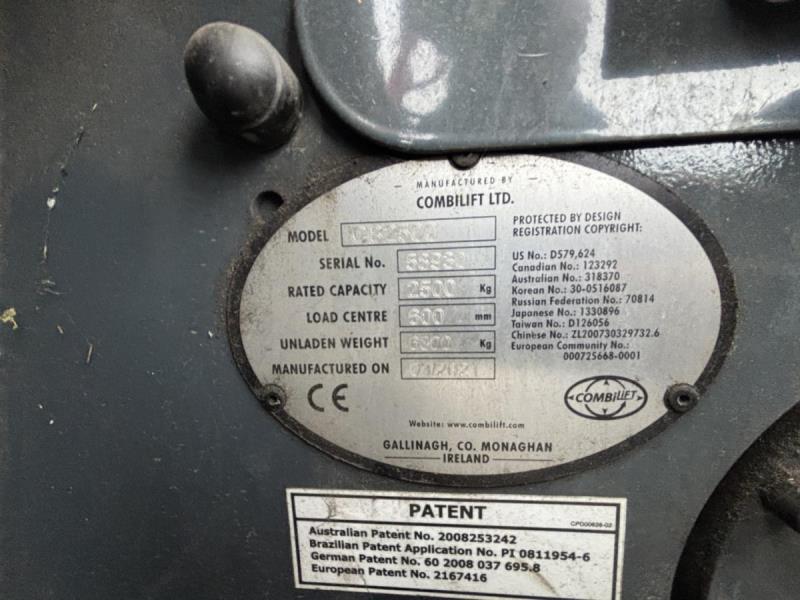 MANUFACTURED BY
COMBILIFT LTD.
MODEL
SERIAL No.
RATED CAPACITY 2500 Kg
LOAD CENTRE 600 mm
UNLADEN WEIGHT Kg
MANUFACTURED ON
CE
PROTECTED BY DESIGN
REGISTRATION COPYRIGHT:
US No.: D579,624
Canadian No.: 123292
Australian No.: 318370
Korean No.: 30-0516087
Russian Federation No.: 70814
Japanese No.: 1330896
Taiwan No.: D126056
Chinese No.: ZL200730329732.6
European Community No.:
000725668-0001
COMBILIFT
Website: www.combilift.com
GALLINAGH, CO. MONAGHAN
IRELAND
PATENT
CPD00626-02
Australian Patent No. 2008253242
Brazilian Patent Application No. PI 0811954-6
German Patent No. 60 2008 037 695.8
European Patent No. 2167416